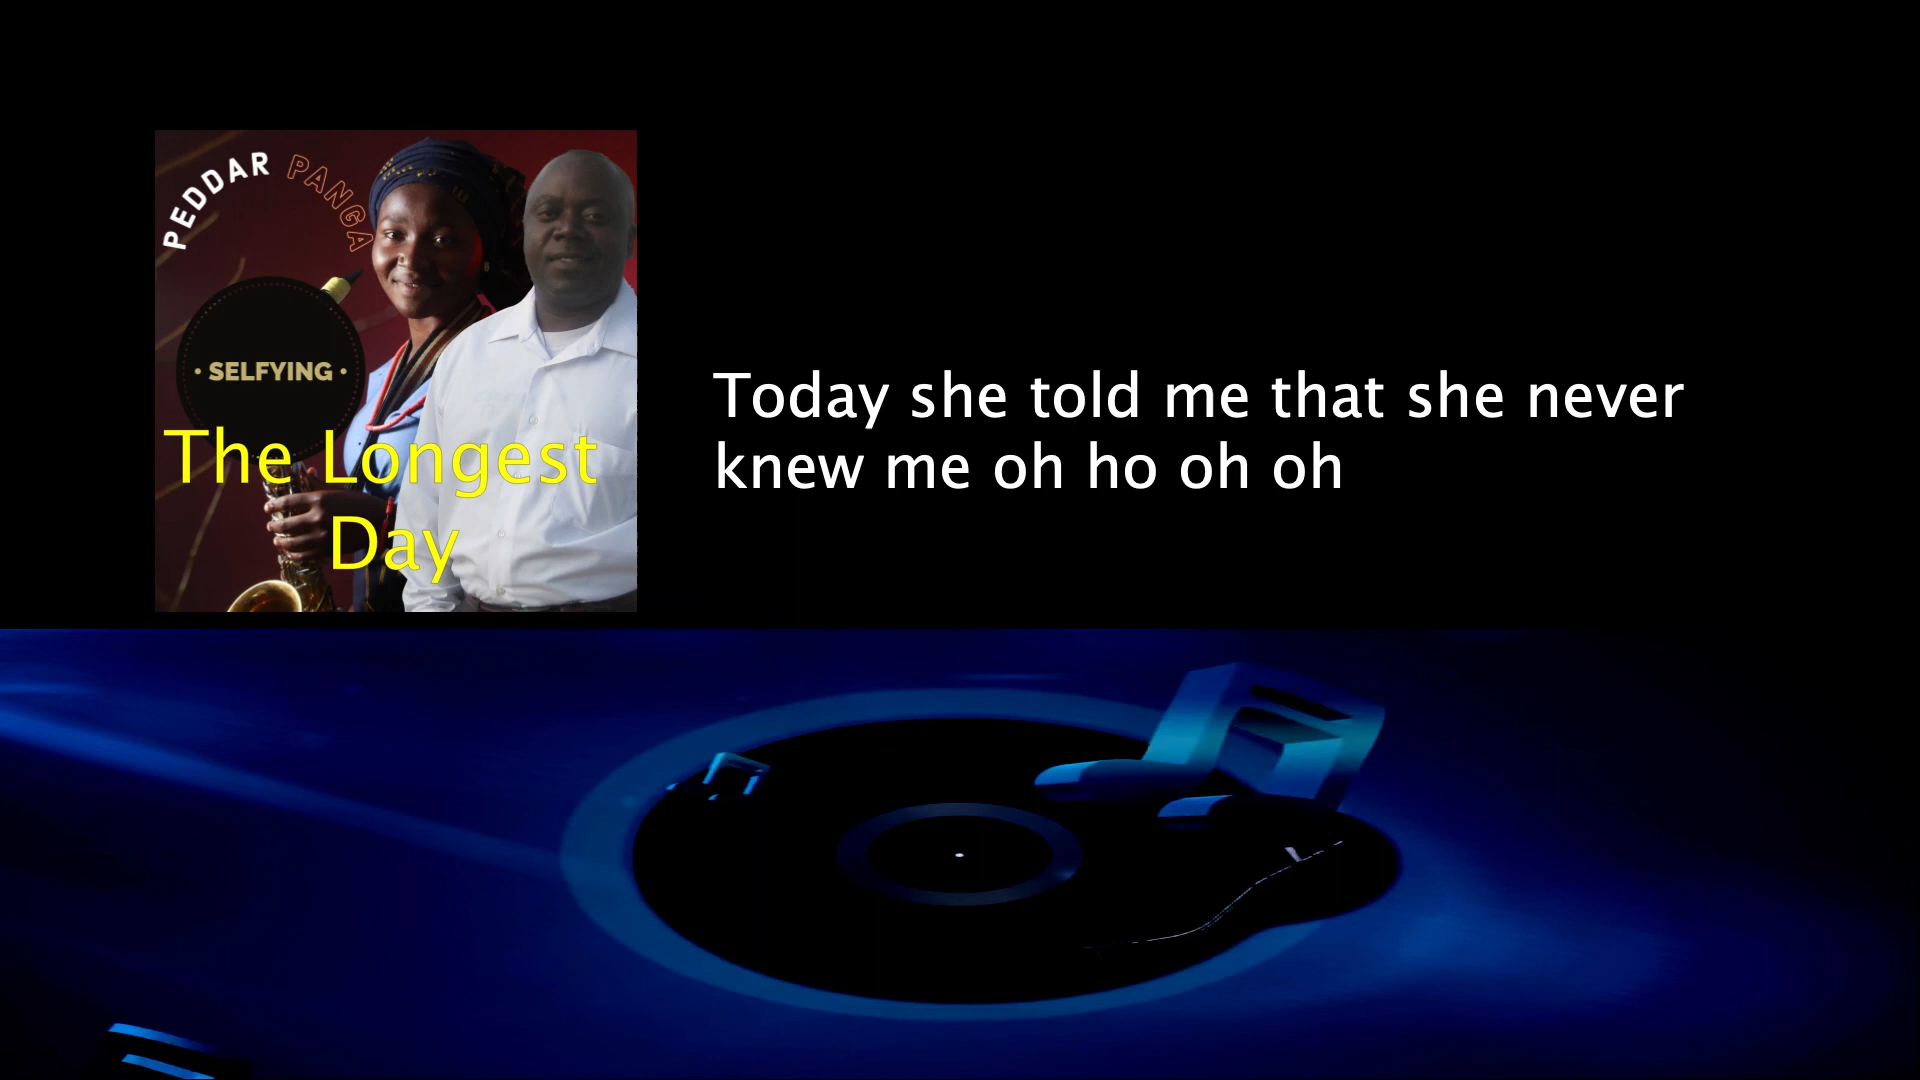 PEDDAR PANGA
• SELFYING •
The Longest
Day
Today she told me that she never
knew me oh ho oh oh